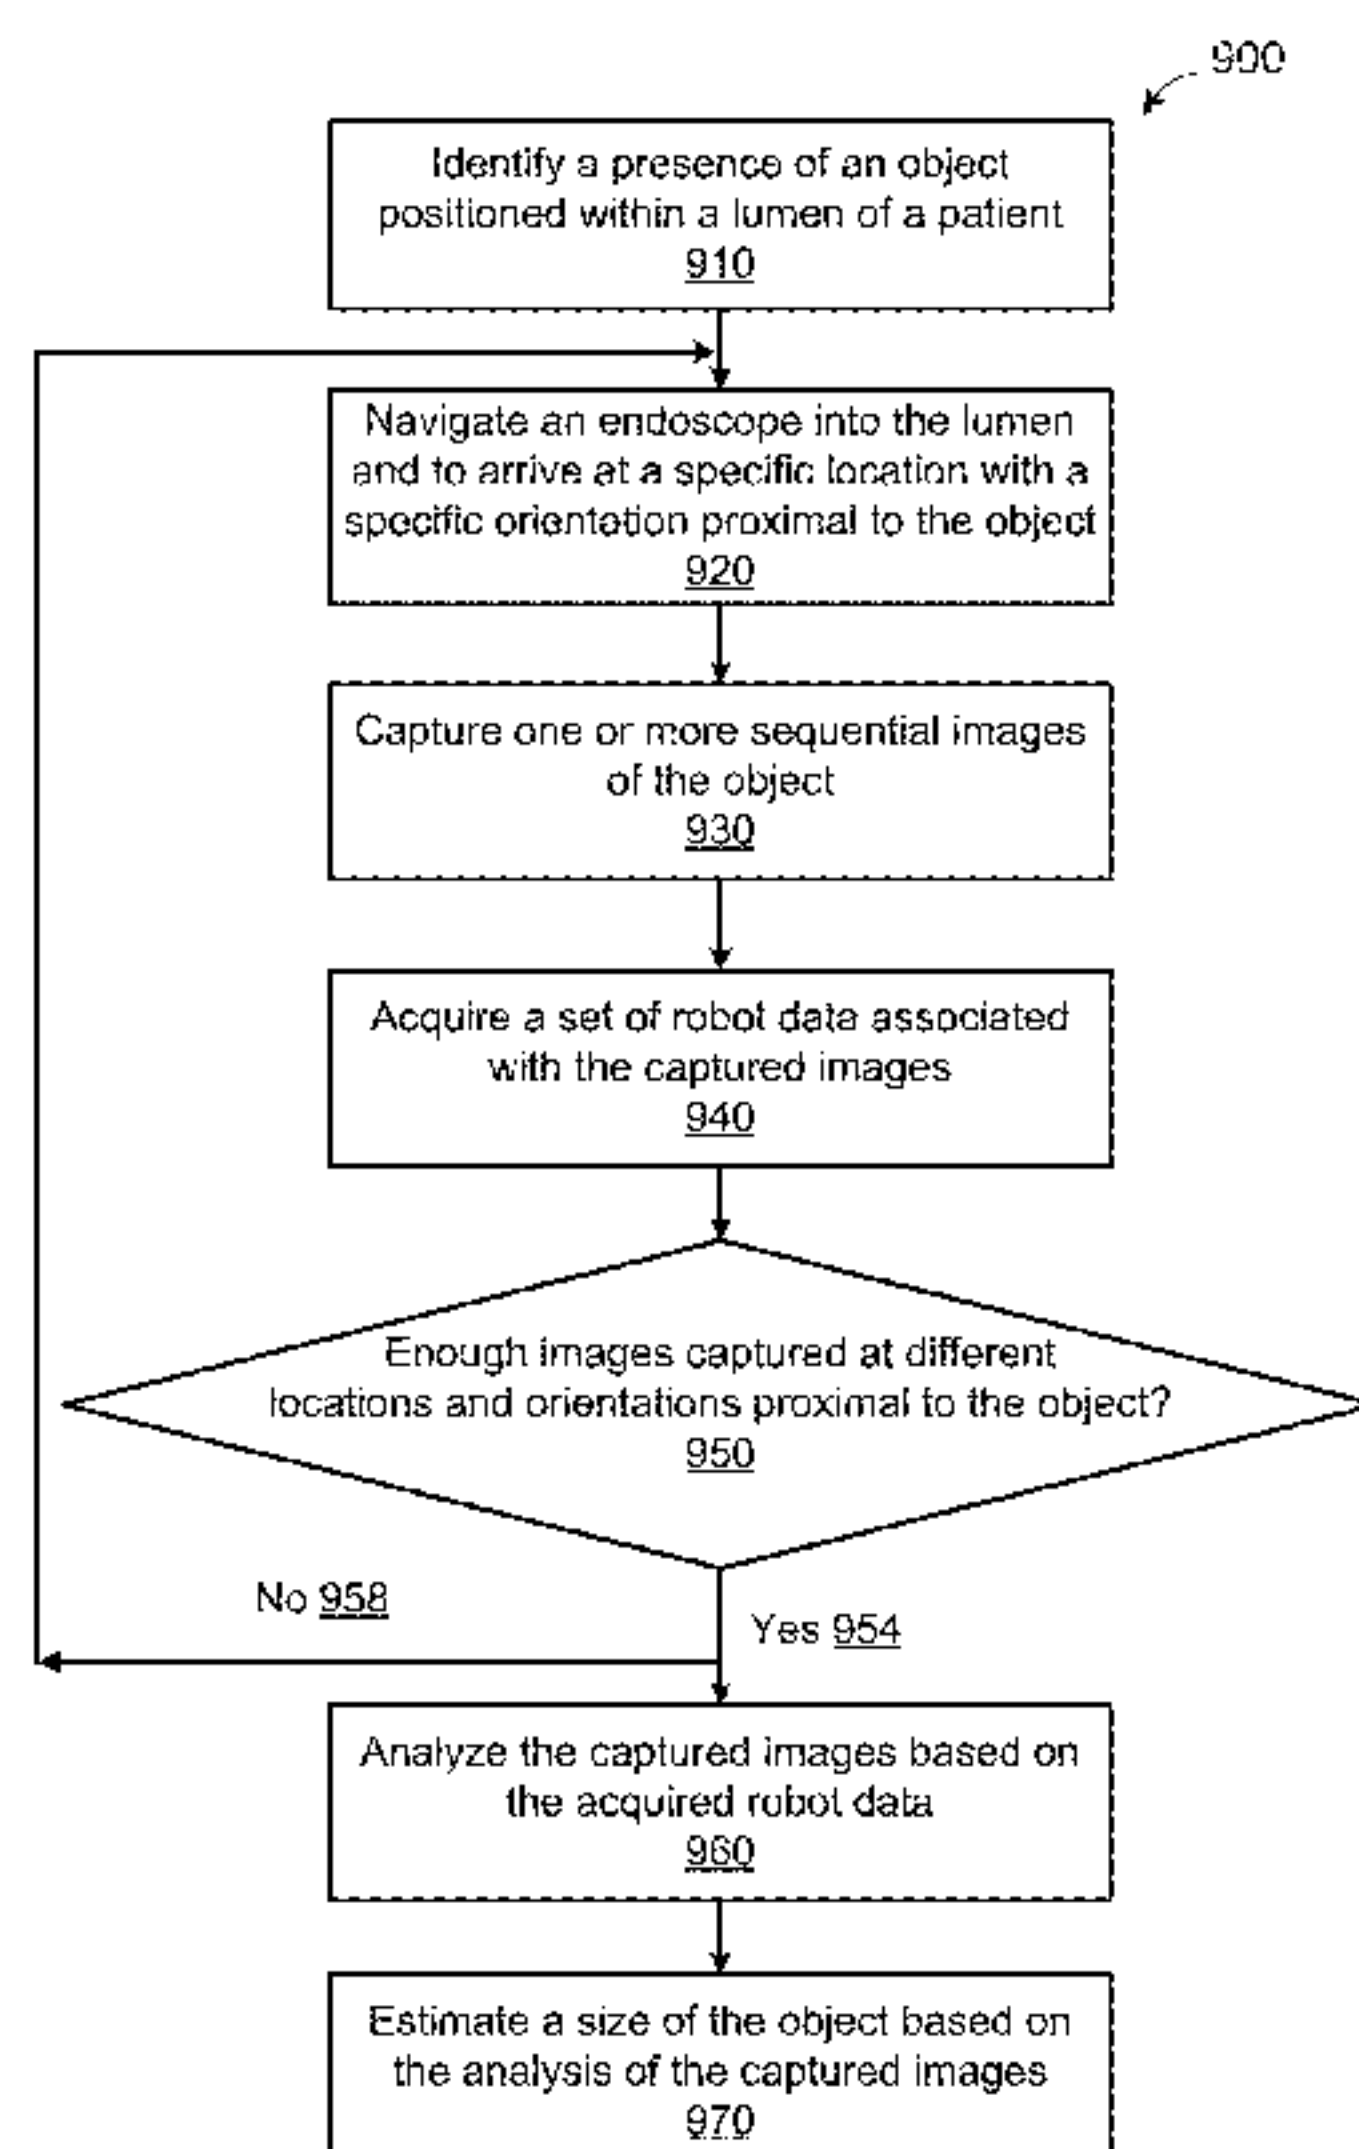 900
Identify a presence of an object
positioned within a lumen of a patient
910
Navigate an endoscope into the lumen
and to arrive at a specific location with a
specific orientation proximal to the object
920
Capture one or more sequential images
of the object
930
Acquire a set of robot data associated
with the captured images
940
Enough images captured at different
locations and orientations proximal to the object?
950
No 958
Yes 954
Analyze the captured images based on
the acquired robot data
960
Estimate a size of the object based on
the analysis of the captured images
970